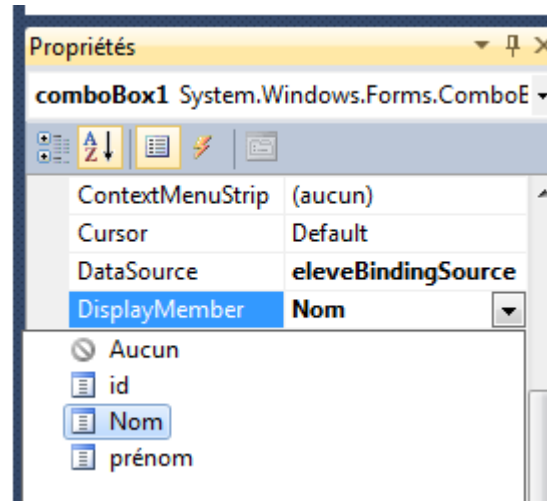 Propriétés
comboBox1 System.Windows.Forms.ComboE
A
Z
ContextMenuStrip (aucun)
Cursor Default
DataSource eleveBindingSource
DisplayMember Nom
Aucun
id
Nom
prénom